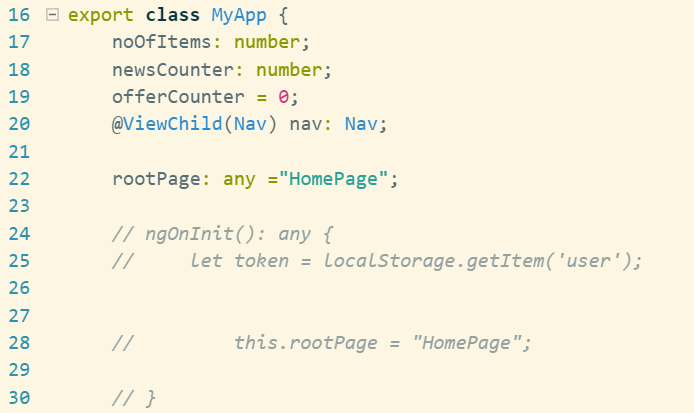 16 export class MyApp {
17 noOfItems: number;
18 newsCounter: number;
19 offerCounter = 0;
20 @ViewChild(Nav) nav: Nav;
21
22 rootPage: any ="HomePage";
23
24 // ngOnInit(): any {
25 //     let token = localStorage.getItem('user');
26
27
28 //         this.rootPage = "HomePage";
29
30 // }